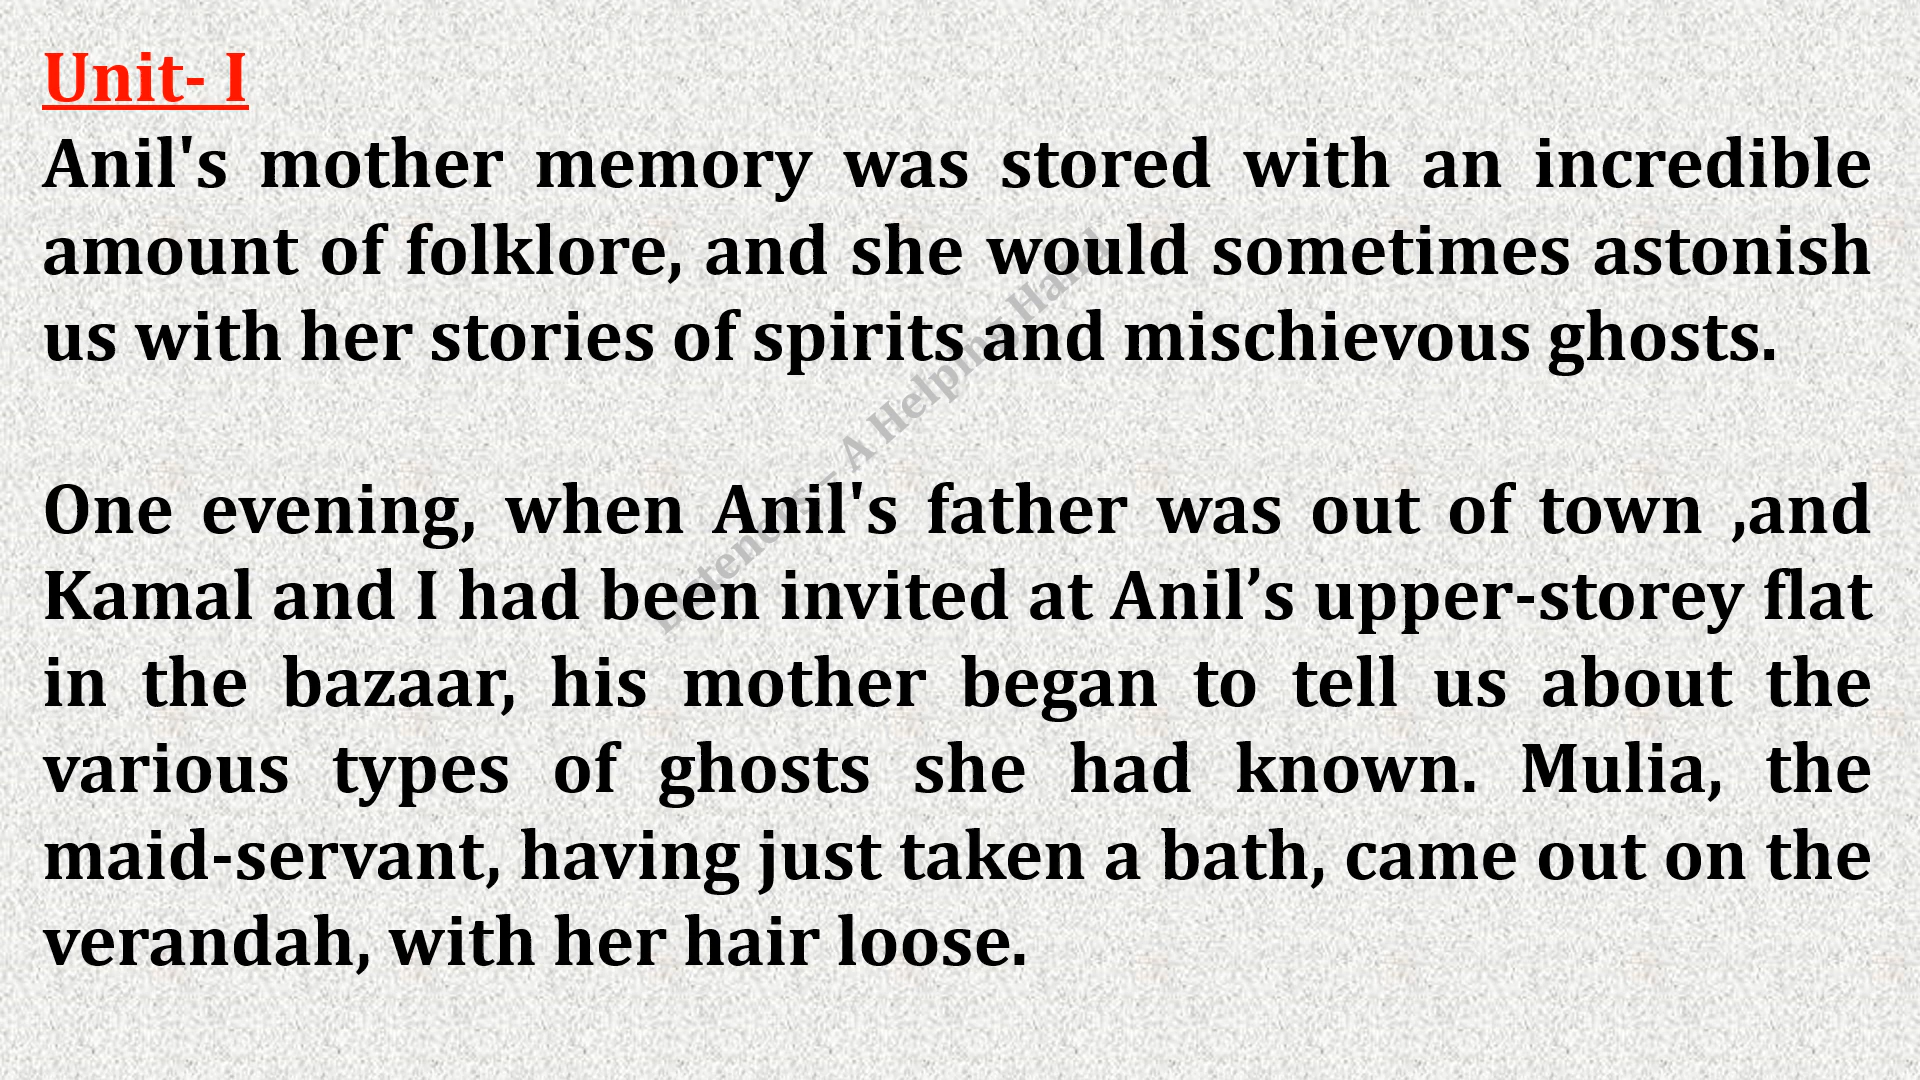 Unit- I
Anil's mother memory was stored with an incredible
amount of folklore, and she would sometimes astonish
us with her stories of spirits and mischievous ghosts.
One evening, when Anil's father was out of town ,and
Kamal and I had been invited at Anil’s upper-storey flat
in the bazaar, his mother began to tell us about the
various types of ghosts she had known. Mulia, the
maid-servant, having just taken a bath, came out on the
verandah, with her hair loose.
A Helping Hand